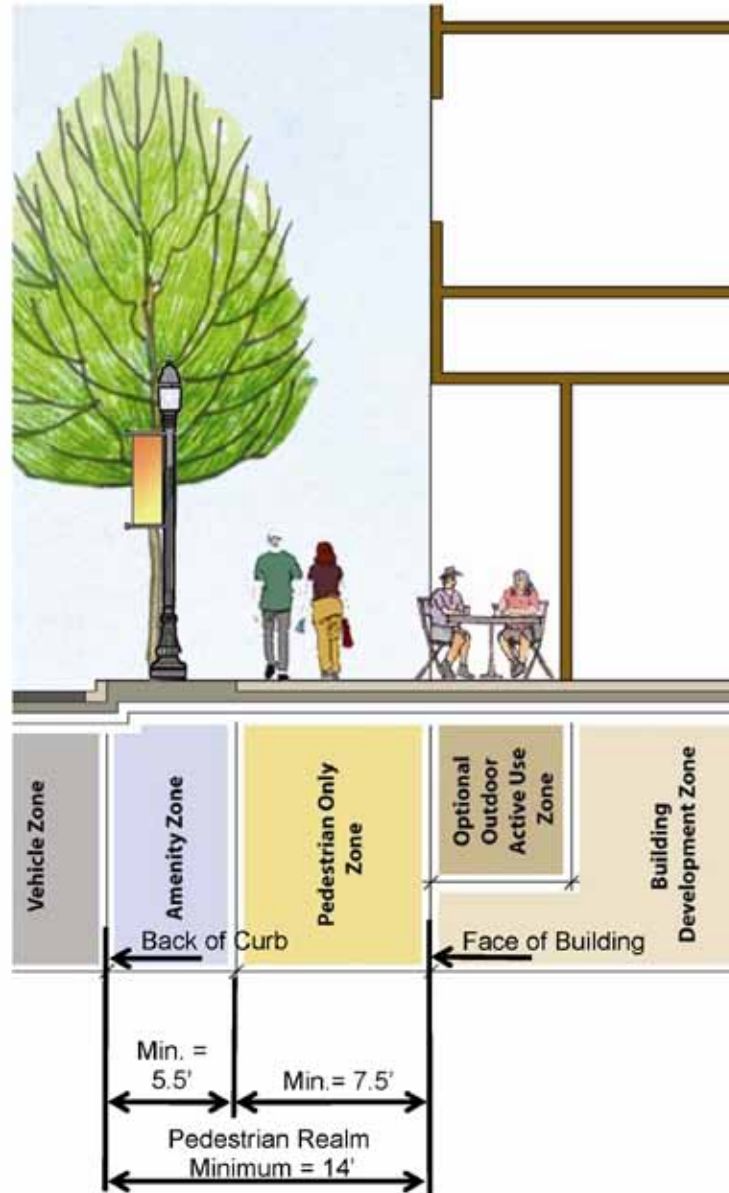 Vehicle Zone
Amenity Zone
Pedestrian Only
Zone
Optional
Outdoor
Active Use
Zone
Building
Development Zone
Back of Curb
Face of Building
Min. =
5.5'
Min.= 7.5'
Pedestrian Realm
Minimum = 14'